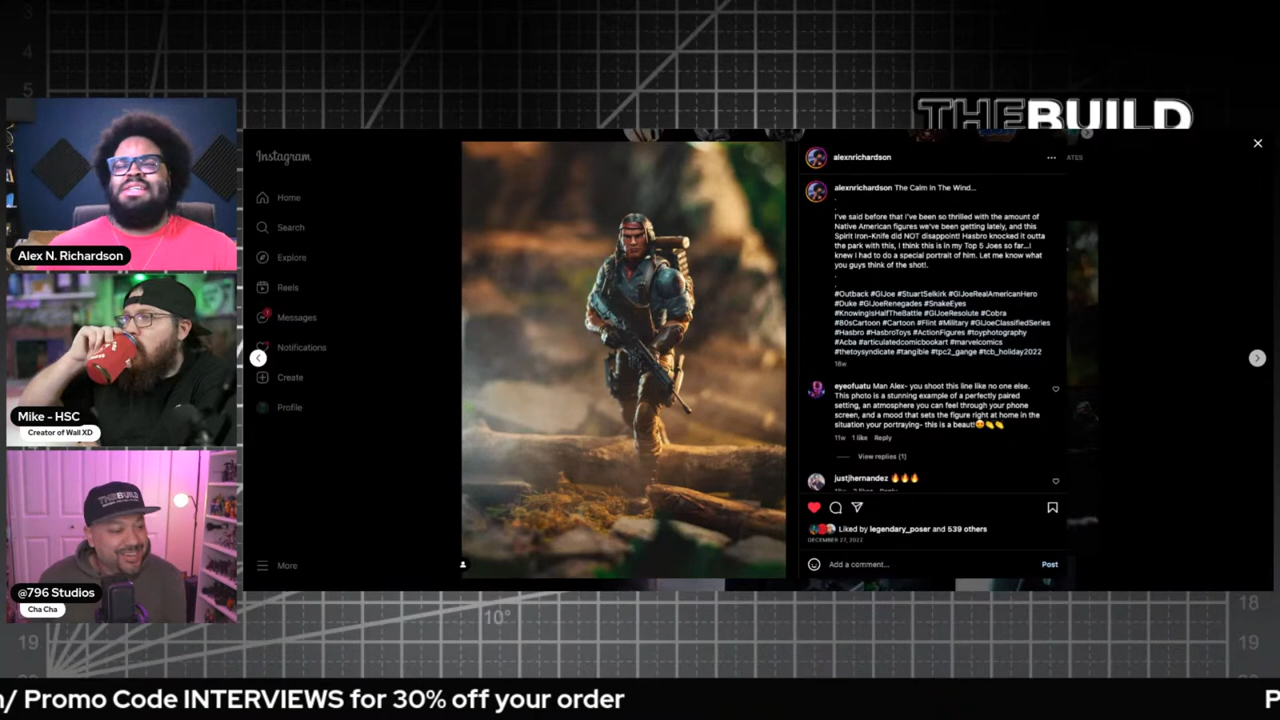 3
4
5
THEBUILD
Instagram
Home
Search
Explore
Reels
Messages
Notifications
Create
Profile
More
alexnrichardson
ATES
alexnrichardson The Calm In The Wind...
.
.
I've said before that I've been so thrilled with the amount of
Native American figures we've been getting lately, and this
Spirit Iron-Knife did NOT disappoint! Hasbro knocked it outta
the park with this, I think this is in my Top 5 Joes so far...I
knew I had to do a special portrait of him. Let me know what
you guys think of the shot!.
.
.
#Outback #GIJoe #StuartSelkirk #GIJoeRealAmericanHero
#Duke #GIJoeRenegades #SnakeEyes
#KnowingIsHalfTheBattle #GIJoeResolute #Cobra
#80sCartoon #Cartoon #Flint #Military #GIJoeClassifiedSeries
#Hasbro #HasbroToys #ActionFigures #toyphotography
#Acba #articulatedcomicbookart #marvelcomics
#thetoysyndicate #tangible #tpc2_gange #tcb_holiday2022
18w
eyeofuatu Man Alex- you shoot this line like no one else.
This photo is a stunning example of a perfectly paired
setting, an atmosphere you can feel through your phone
screen, and a mood that sets the figure right at home in the
situation your portraying- this is a beaut!😍👏👏
11w 1 like Reply
View replies (1)
justjhernandez 🔥🔥🔥
Liked by legendary_poser and 539 others
DECEMBER 27, 2022
Add a comment...
Post
Alex N. Richardson
Mike - HSC
Creator of Wall XD
THEBUILD
@796 Studios
Cha Cha
10°
18
19
19
/ Promo Code INTERVIEWS for 30% off your order
P